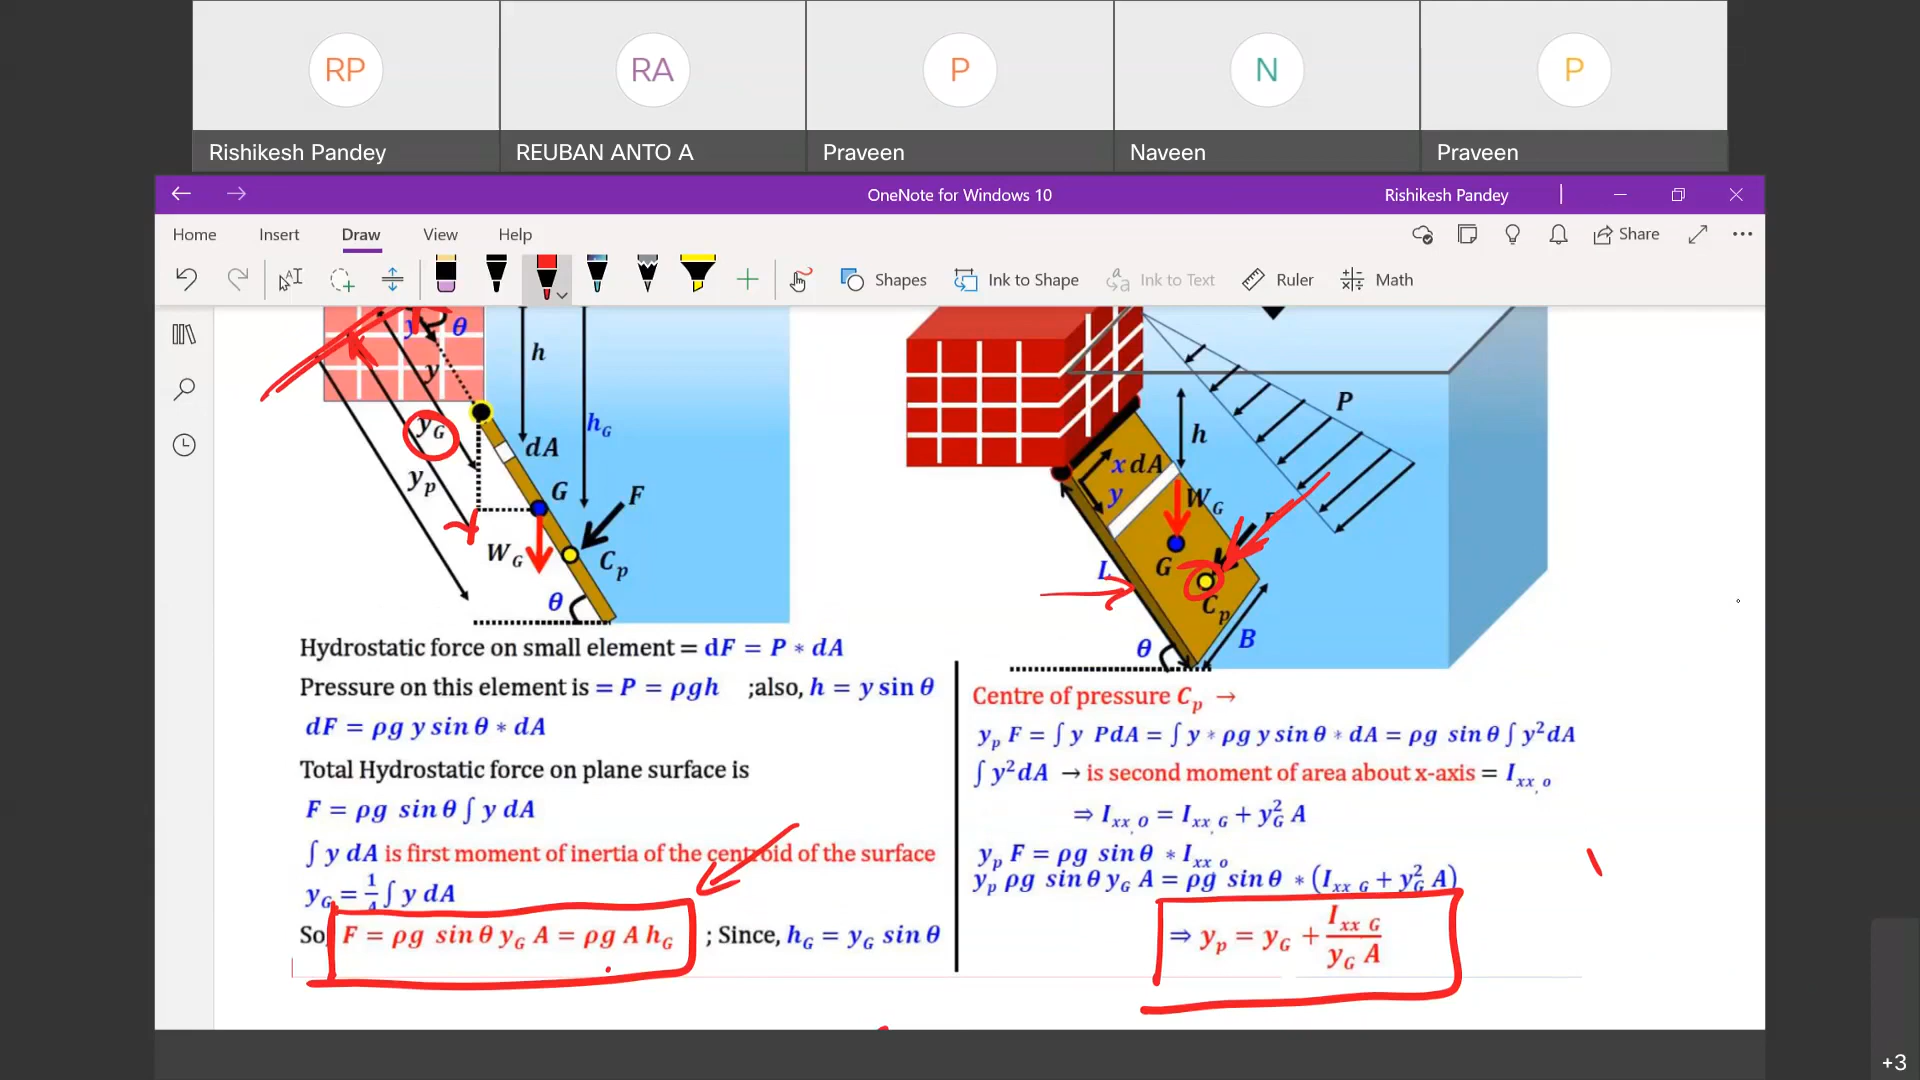 RP RA P N P
Rishikesh Pandey REUBAN ANTO A Praveen Naveen Praveen
OneNote for Windows 10 Rishikesh Pandey
Home Insert Draw View Help Share
Shapes Ink to Shape Ink to Text Ruler Math
θ h
y
y_G h_G dA
y_p G F
W_G C_p
θ
P
h
x dA
y W_G
L G
C_p
θ B
Hydrostatic force on small element = dF = P * dA
Pressure on this element is = P = ρgh ;also, h = y sin θ
dF = ρg y sin θ * dA
Total Hydrostatic force on plane surface is
F = ρg sin θ ∫ y dA
∫ y dA is first moment of inertia of the centroid of the surface
y_G = 1/A ∫ y dA
So, F = ρg sin θ y_G A = ρg A h_G ; Since, h_G = y_G sin θ
Centre of pressure C_p →
y_p F = ∫ y PdA = ∫ y * ρg y sin θ * dA = ρg sin θ ∫ y²dA
∫ y²dA → is second moment of area about x-axis = I_xx, o
⇒ I_xx, O = I_xx, G + y_G² A
y_p F = ρg sin θ * I_xx o
y_p ρg sin θ y_G A = ρg sin θ * (I_xx G + y_G² A)
⇒ y_p = y_G + I_xx G / y_G A
+3